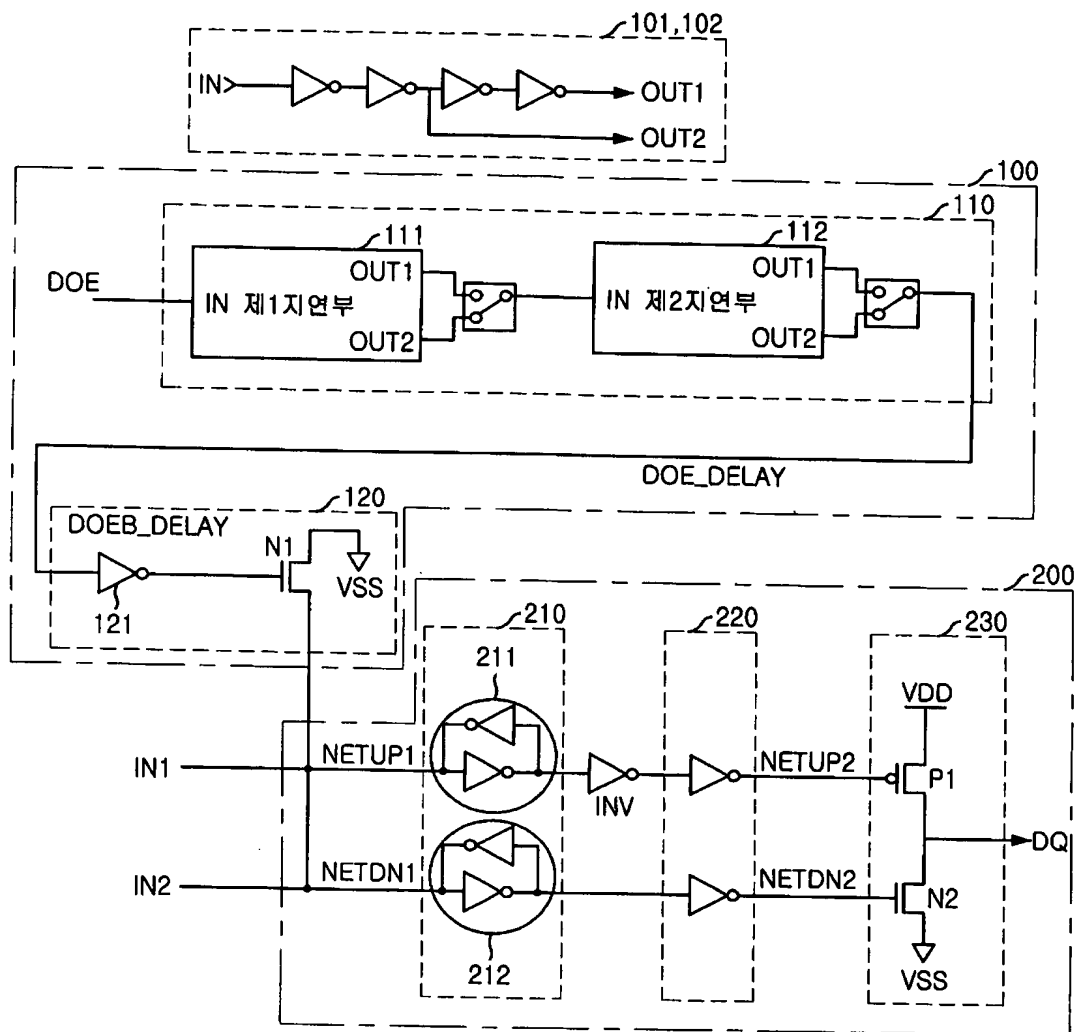 101,102
IN
OUT1
OUT2
100
110
111
112
DOE
OUT1
IN 제1지연부
OUT2
OUT1
IN 제2지연부
OUT2
DOE_DELAY
120
DOEB_DELAY
N1
VSS
121
200
210
220
230
211
VDD
IN1
NETUP1
INV
NETUP2
P1
DQ
IN2
NETDN1
NETDN2
N2
212
VSS